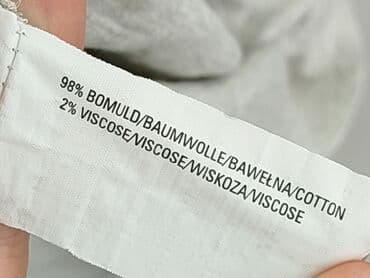 98% BOMULD/BAUMWOLLE/BAWEŁNA/COTTON
2% VISCOSE/VISCOSE/WISKOZA/VISCOSE